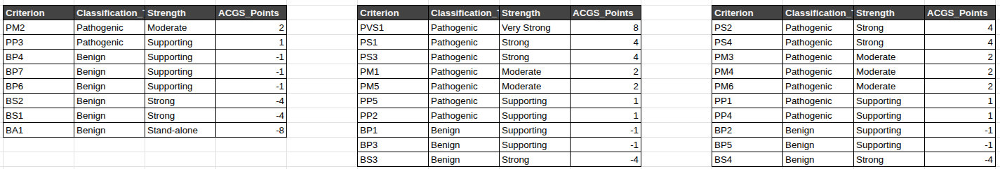 Criterion Classification_ Strength ACGS_Points Criterion Classification_ Strength ACGS_Points Criterion Classification_ Strength ACGS_Points
PM2 Pathogenic Moderate 2 PVS1 Pathogenic Very Strong 8 PS2 Pathogenic Strong 4
PP3 Pathogenic Supporting 1 PS1 Pathogenic Strong 4 PS4 Pathogenic Strong 4
BP4 Benign Supporting -1 PS3 Pathogenic Strong 4 PM3 Pathogenic Moderate 2
BP7 Benign Supporting -1 PM1 Pathogenic Moderate 2 PM4 Pathogenic Moderate 2
BP6 Benign Supporting -1 PM5 Pathogenic Moderate 2 PM6 Pathogenic Moderate 2
BS2 Benign Strong -4 PP5 Pathogenic Supporting 1 PP1 Pathogenic Supporting 1
BS1 Benign Strong -4 PP2 Pathogenic Supporting 1 PP4 Pathogenic Supporting 1
BA1 Benign Stand-alone -8 BP1 Benign Supporting -1 BP2 Benign Supporting -1
BP3 Benign Supporting -1 BP5 Benign Supporting -1
BS3 Benign Strong -4 BS4 Benign Strong -4